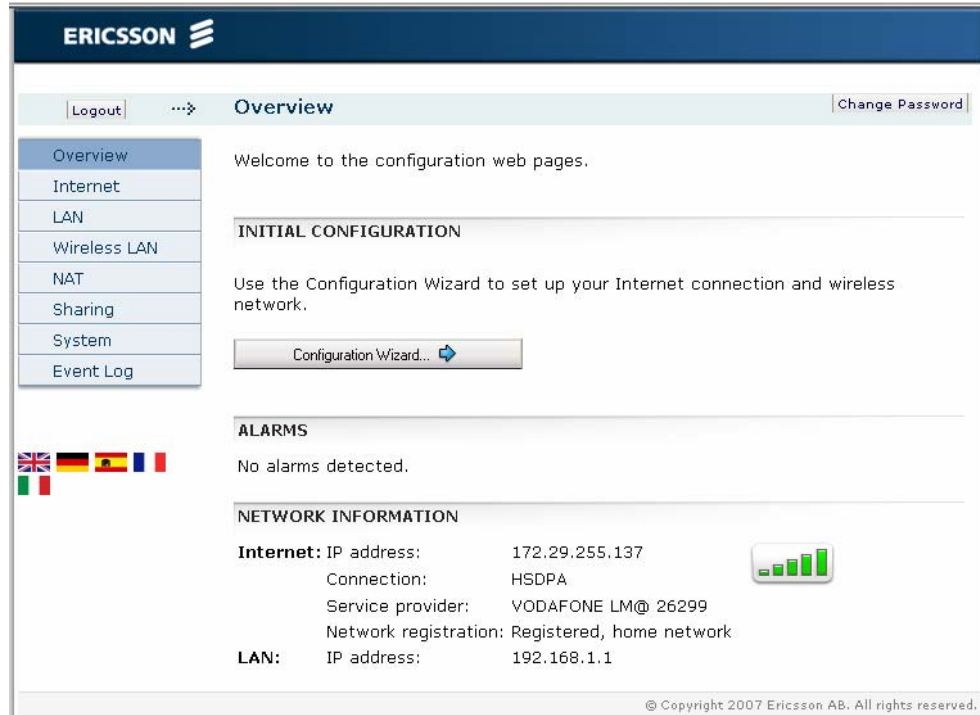 ERICSSON
Logout
Overview
Change Password
Overview
Internet
LAN
Wireless LAN
NAT
Sharing
System
Event Log
Welcome to the configuration web pages.
INITIAL CONFIGURATION
Use the Configuration Wizard to set up your Internet connection and wireless
network.
Configuration Wizard...
ALARMS
No alarms detected.
NETWORK INFORMATION
Internet: IP address: 172.29.255.137
Connection: HSDPA
Service provider: VODAFONE LM@ 26299
Network registration: Registered, home network
LAN: IP address: 192.168.1.1
© Copyright 2007 Ericsson AB. All rights reserved.